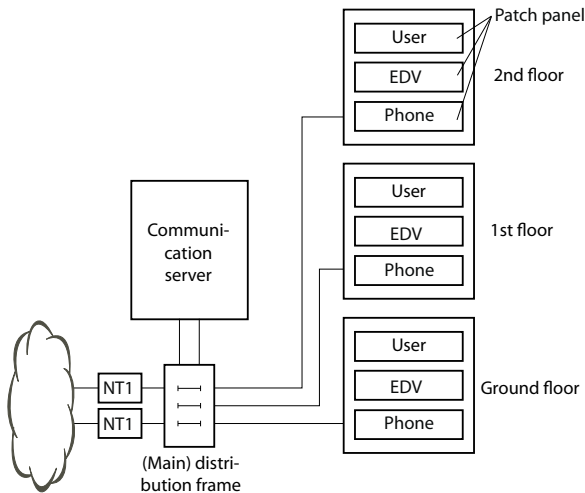 Patch panel
User
EDV
2nd floor
Phone
User
EDV
1st floor
Phone
Communi-
cation
server
User
EDV
Ground floor
Phone
NT1
NT1
(Main) distri-
bution frame